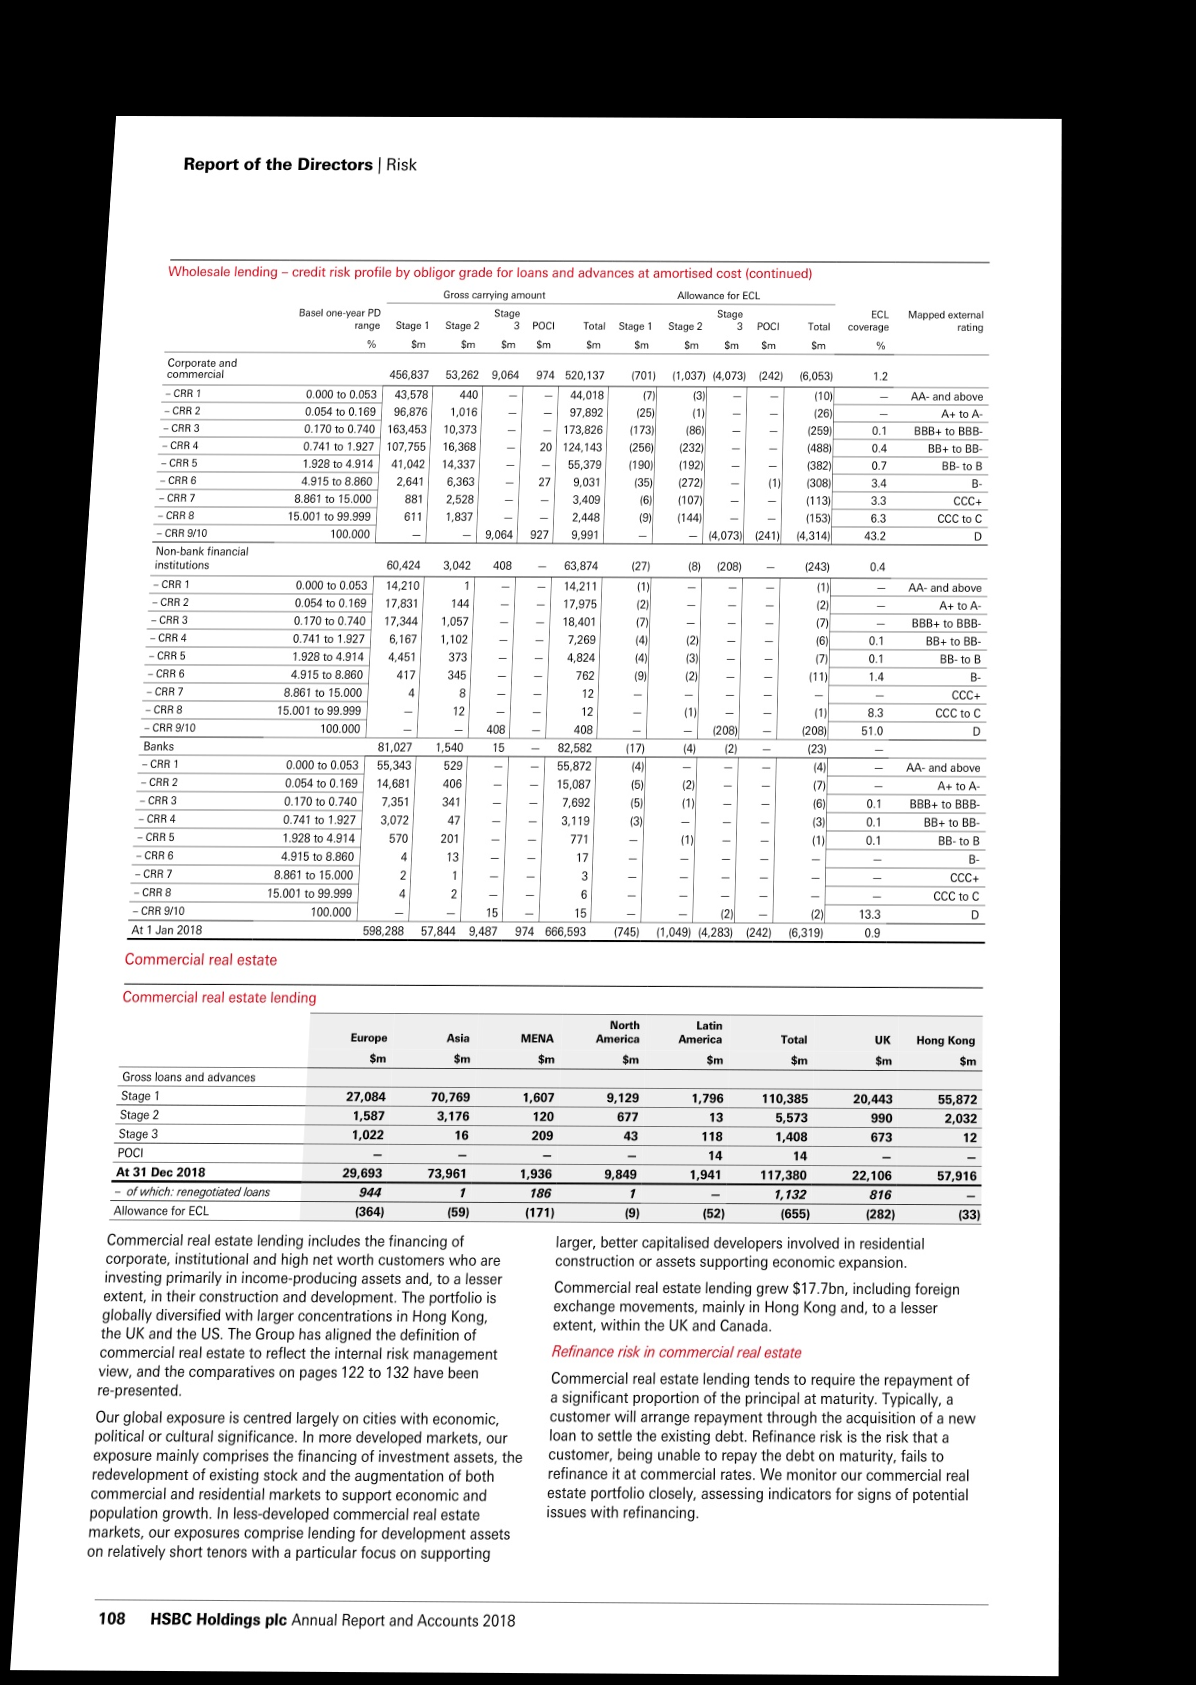 Report of the Directors | Risk
Wholesale lending – credit risk profile by obligor grade for loans and advances at amortised cost (continued)
Gross carrying amount Allowance for ECL
Basel one-year PD range Stage 1 Stage 2 Stage 3 POCI Total Stage 1 Stage 2 Stage 3 POCI Total ECL coverage Mapped external rating
% $m $m $m $m $m $m $m $m $m $m %
Corporate and commercial 456,837 53,262 9,064 974 520,137 (701) (1,037) (4,073) (242) (6,053) 1.2
– CRR 1 0.000 to 0.053 43,578 440 – – 44,018 (7) (3) – – (10) – AA- and above
– CRR 2 0.054 to 0.169 96,876 1,016 – – 97,892 (25) (1) – – (26) – A+ to A-
– CRR 3 0.170 to 0.740 163,453 10,373 – – 173,826 (173) (86) – – (259) 0.1 BBB+ to BBB-
– CRR 4 0.741 to 1.927 107,755 16,368 – 20 124,143 (256) (232) – – (488) 0.4 BB+ to BB-
– CRR 5 1.928 to 4.914 41,042 14,337 – – 55,379 (190) (192) – – (382) 0.7 BB- to B
– CRR 6 4.915 to 8.860 2,641 6,363 – 27 9,031 (35) (272) – (1) (308) 3.4 B-
– CRR 7 8.861 to 15.000 881 2,528 – – 3,409 (6) (107) – – (113) 3.3 CCC+
– CRR 8 15.001 to 99.999 611 1,837 – – 2,448 (9) (144) – – (153) 6.3 CCC to C
– CRR 9/10 100.000 – – 9,064 927 9,991 – – (4,073) (241) (4,314) 43.2 D
Non-bank financial institutions 60,424 3,042 408 – 63,874 (27) (8) (208) – (243) 0.4
– CRR 1 0.000 to 0.053 14,210 1 – – 14,211 (1) – – – (1) – AA- and above
– CRR 2 0.054 to 0.169 17,831 144 – – 17,975 (2) – – – (2) – A+ to A-
– CRR 3 0.170 to 0.740 17,344 1,057 – – 18,401 (7) – – – (7) – BBB+ to BBB-
– CRR 4 0.741 to 1.927 6,167 1,102 – – 7,269 (4) (2) – – (6) 0.1 BB+ to BB-
– CRR 5 1.928 to 4.914 4,451 373 – – 4,824 (4) (3) – – (7) 0.1 BB- to B
– CRR 6 4.915 to 8.860 417 345 – – 762 (9) (2) – – (11) 1.4 B-
– CRR 7 8.861 to 15.000 4 8 – – 12 – – – – – – CCC+
– CRR 8 15.001 to 99.999 – 12 – – 12 – (1) – – (1) 8.3 CCC to C
– CRR 9/10 100.000 – – 408 – 408 – – (208) – (208) 51.0 D
Banks 81,027 1,540 15 – 82,582 (17) (4) (2) – (23) –
– CRR 1 0.000 to 0.053 55,343 529 – – 55,872 (4) – – – (4) – AA- and above
– CRR 2 0.054 to 0.169 14,681 406 – – 15,087 (5) (2) – – (7) – A+ to A-
– CRR 3 0.170 to 0.740 7,351 341 – – 7,692 (5) (1) – – (6) 0.1 BBB+ to BBB-
– CRR 4 0.741 to 1.927 3,072 47 – – 3,119 (3) – – – (3) 0.1 BB+ to BB-
– CRR 5 1.928 to 4.914 570 201 – – 771 – (1) – – (1) 0.1 BB- to B
– CRR 6 4.915 to 8.860 4 13 – – 17 – – – – – – B-
– CRR 7 8.861 to 15.000 2 1 – – 3 – – – – – – CCC+
– CRR 8 15.001 to 99.999 4 2 – – 6 – – – – – – CCC to C
– CRR 9/10 100.000 – – 15 – 15 – – (2) – (2) 13.3 D
At 1 Jan 2018 598,288 57,844 9,487 974 666,593 (745) (1,049) (4,283) (242) (6,319) 0.9
Commercial real estate
Commercial real estate lending
Europe Asia MENA North America Latin America Total UK Hong Kong
$m $m $m $m $m $m $m $m
Gross loans and advances
Stage 1 27,084 70,769 1,607 9,129 1,796 110,385 20,443 55,872
Stage 2 1,587 3,176 120 677 13 5,573 990 2,032
Stage 3 1,022 16 209 43 118 1,408 673 12
POCI – – – – 14 14 – –
At 31 Dec 2018 29,693 73,961 1,936 9,849 1,941 117,380 22,106 57,916
– of which: renegotiated loans 944 1 186 1 – 1,132 816 –
Allowance for ECL (364) (59) (171) (9) (52) (655) (282) (33)
Commercial real estate lending includes the financing of
corporate, institutional and high net worth customers who are
investing primarily in income-producing assets and, to a lesser
extent, in their construction and development. The portfolio is
globally diversified with larger concentrations in Hong Kong,
the UK and the US. The Group has aligned the definition of
commercial real estate to reflect the internal risk management
view, and the comparatives on pages 122 to 132 have been
re-presented.
Our global exposure is centred largely on cities with economic,
political or cultural significance. In more developed markets, our
exposure mainly comprises the financing of investment assets, the
redevelopment of existing stock and the augmentation of both
commercial and residential markets to support economic and
population growth. In less-developed commercial real estate
markets, our exposures comprise lending for development assets
on relatively short tenors with a particular focus on supporting
larger, better capitalised developers involved in residential
construction or assets supporting economic expansion.
Commercial real estate lending grew $17.7bn, including foreign
exchange movements, mainly in Hong Kong and, to a lesser
extent, within the UK and Canada.
Refinance risk in commercial real estate
Commercial real estate lending tends to require the repayment of
a significant proportion of the principal at maturity. Typically, a
customer will arrange repayment through the acquisition of a new
loan to settle the existing debt. Refinance risk is the risk that a
customer, being unable to repay the debt on maturity, fails to
refinance it at commercial rates. We monitor our commercial real
estate portfolio closely, assessing indicators for signs of potential
issues with refinancing.
108 HSBC Holdings plc Annual Report and Accounts 2018